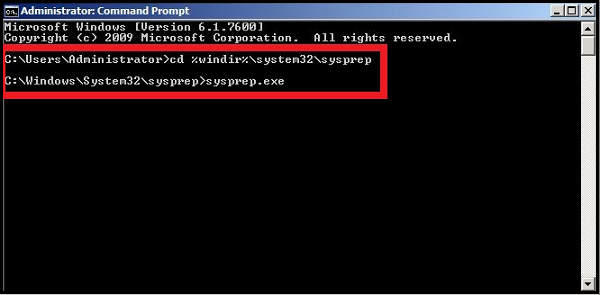 Administrator: Command Prompt
Microsoft Windows [Version 6.1.7600]
Copyright (c) 2009 Microsoft Corporation.  All rights reserved.
C:\Users\Administrator>cd %windir%\system32\sysprep
C:\Windows\System32\sysprep>sysprep.exe